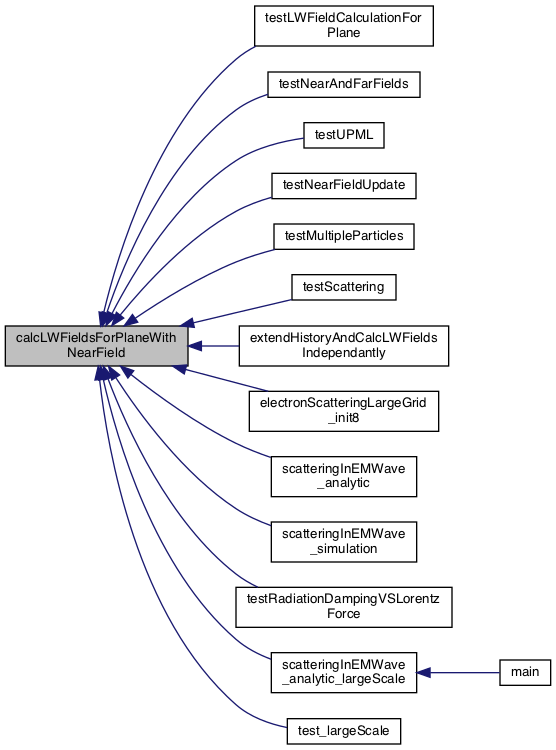 testLWFieldCalculationFor
Plane
testNearAndFarFields
testUPML
testNearFieldUpdate
testMultipleParticles
testScattering
calcLWFieldsForPlaneWith
NearField
extendHistoryAndCalcLWFields
Independantly
electronScatteringLargeGrid
_init8
scatteringInEMWave
_analytic
scatteringInEMWave
_simulation
testRadiationDampingVSLorentz
Force
scatteringInEMWave
_analytic_largeScale
main
test_largeScale